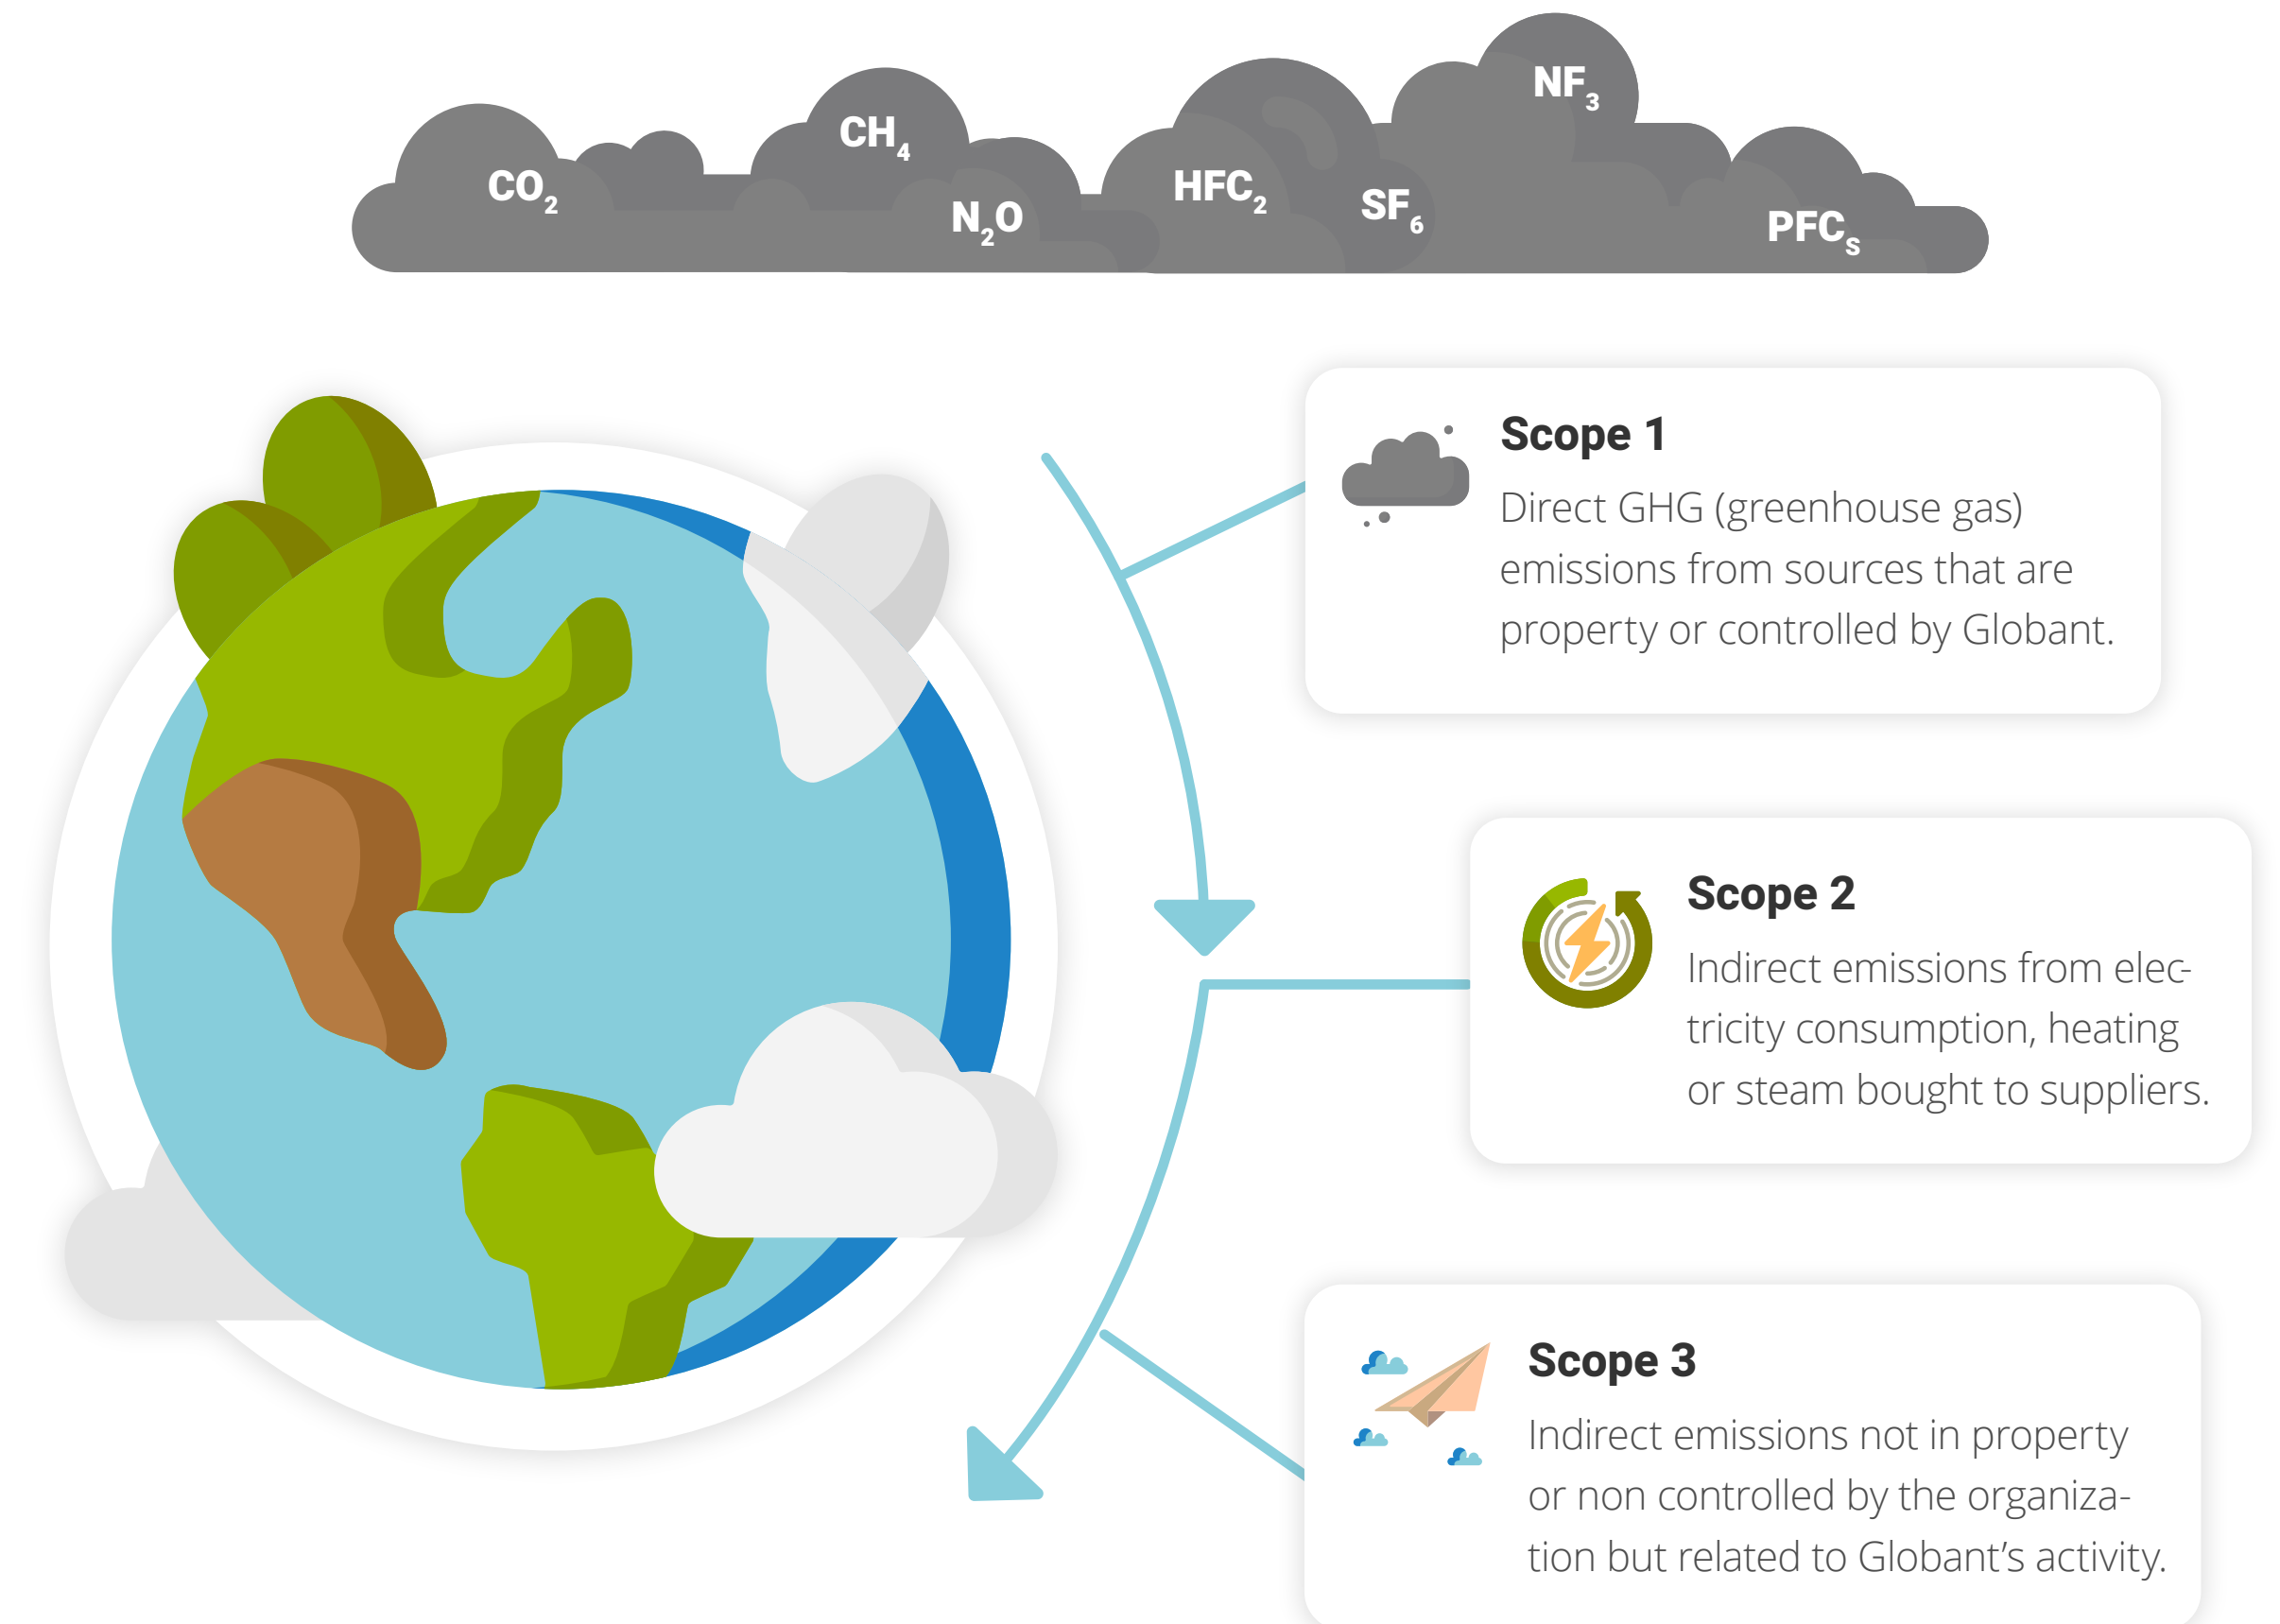 CO₂
CH₄
N₂O
HFC₂
SF₆
NF₃
PFCₛ
Scope 1
Direct GHG (greenhouse gas)
emissions from sources that are
property or controlled by Globant.
Scope 2
Indirect emissions from elec-
tricity consumption, heating
or steam bought to suppliers.
Scope 3
Indirect emissions not in property
or non controlled by the organiza-
tion but related to Globant’s activity.